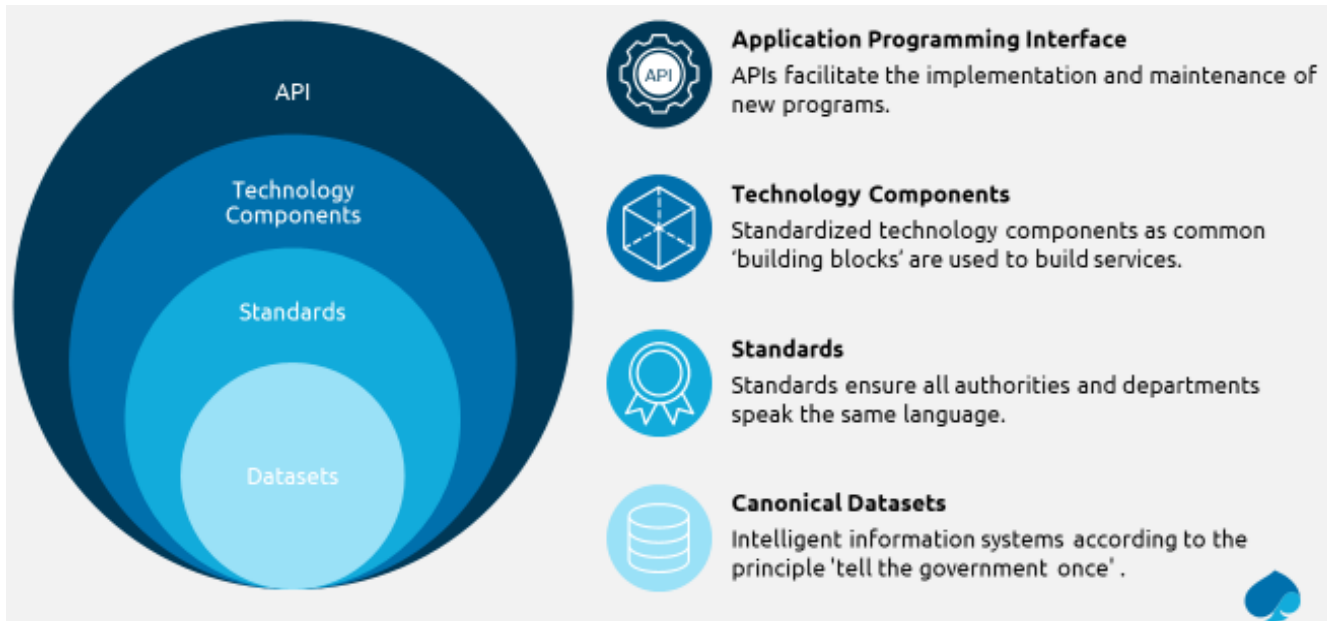 API
Technology
Components
Standards
Datasets
API
Application Programming Interface
APIs facilitate the implementation and maintenance of
new programs.
Technology Components
Standardized technology components as common
‘building blocks’ are used to build services.
Standards
Standards ensure all authorities and departments
speak the same language.
Canonical Datasets
Intelligent information systems according to the
principle 'tell the government once' .